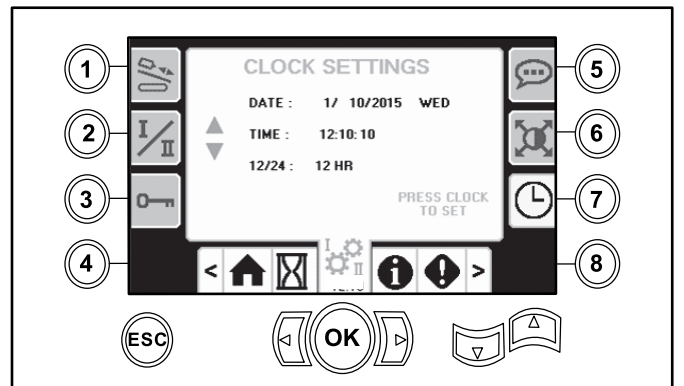 1
2
3
4
5
6
7
8
CLOCK SETTINGS
DATE : 1/ 10/2015 WED
TIME : 12:10:10
12/24 : 12 HR
PRESS CLOCK
TO SET
I/II
< I II i ! >
ESC
OK